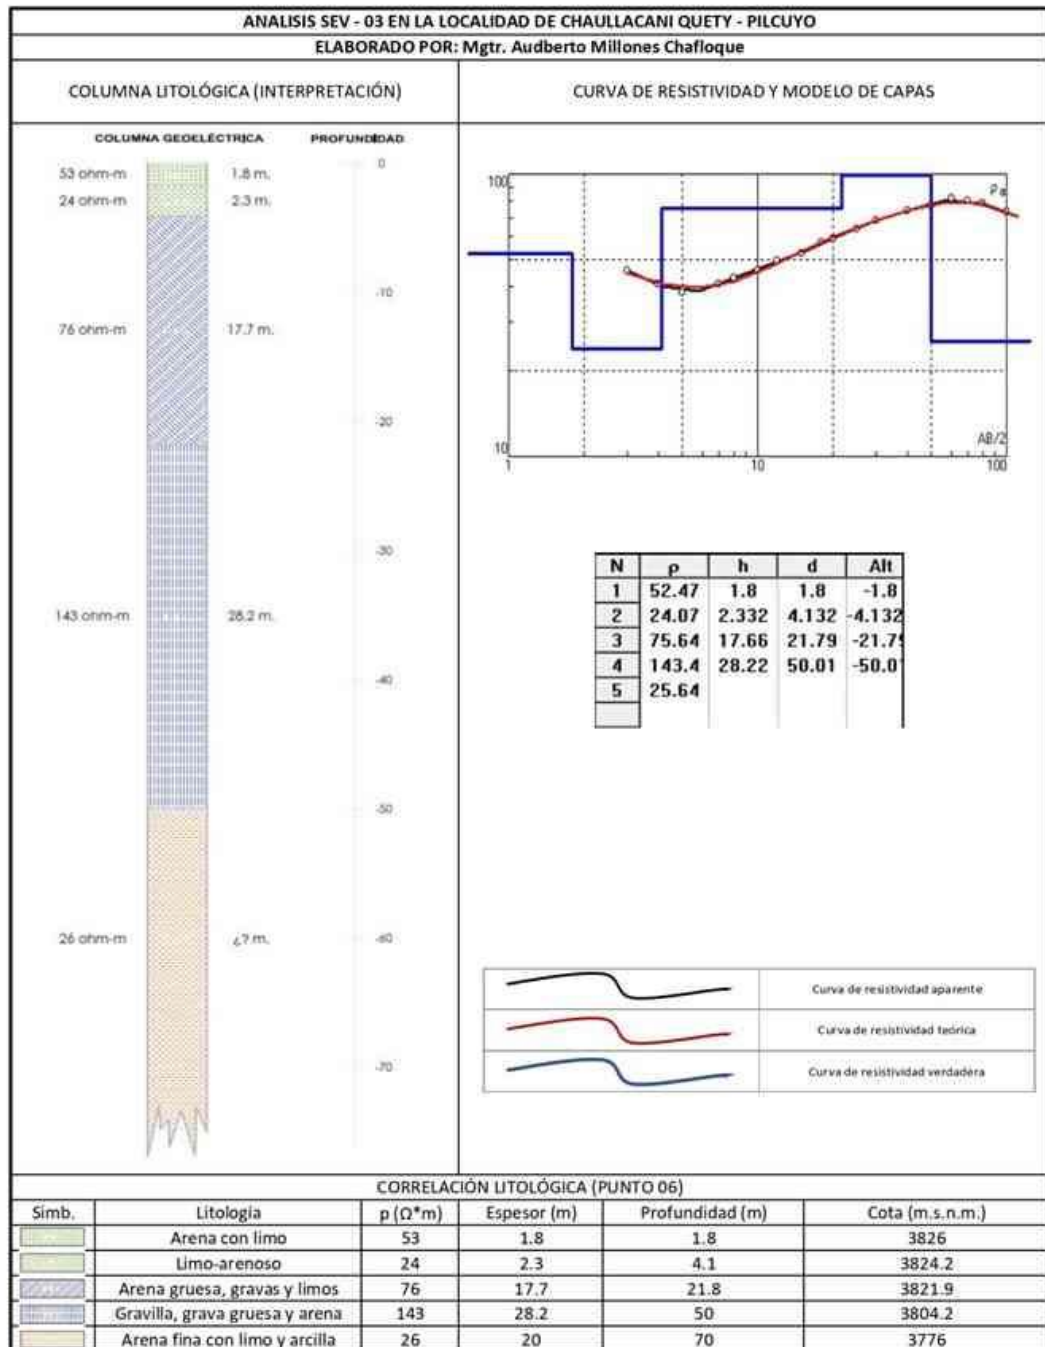 ANALISIS SEV - 03 EN LA LOCALIDAD DE CHAULLACANI QUETY - PILCUYO
ELABORADO POR: Mgtr. Audberto Millones Chafloque
COLUMNA LITOLÓGICA (INTERPRETACIÓN)
CURVA DE RESISTIVIDAD Y MODELO DE CAPAS
COLUMNA GEOELÉCTRICA PROFUNDIDAD
53 ohm-m 1.8 m. 0
24 ohm-m 2.3 m.
-10
76 ohm-m 17.7 m.
-20
-30
143 ohm-m 28.2 m.
-40
-50
26 ohm-m ¿? m. -60
-70
100
ρa
10
AB/2
1 10 100
N ρ h d Alt
1 52.47 1.8 1.8 -1.8
2 24.07 2.332 4.132 -4.132
3 75.64 17.66 21.79 -21.79
4 143.4 28.22 50.01 -50.0
5 25.64
Curva de resistividad aparente
Curva de resistividad teórica
Curva de resistividad verdadera
CORRELACIÓN LITOLÓGICA (PUNTO 06)
Simb. Litologia p (Ω*m) Espesor (m) Profundidad (m) Cota (m.s.n.m.)
Arena con limo 53 1.8 1.8 3826
Limo-arenoso 24 2.3 4.1 3824.2
Arena gruesa, gravas y limos 76 17.7 21.8 3821.9
Gravilla, grava gruesa y arena 143 28.2 50 3804.2
Arena fina con limo y arcilla 26 20 70 3776